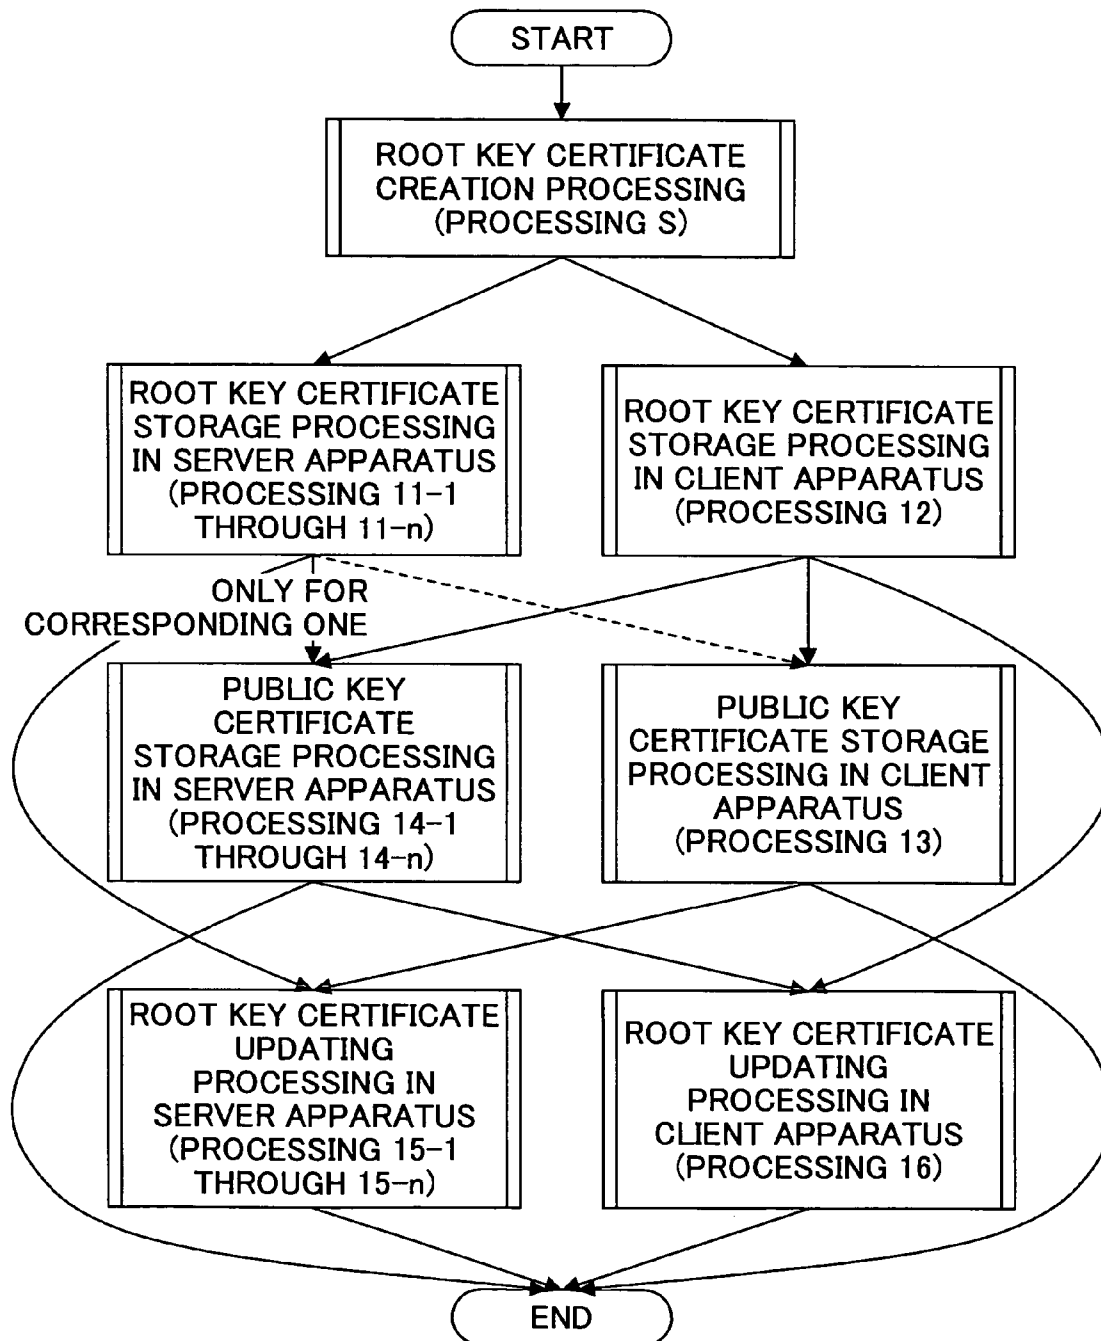 START
ROOT KEY CERTIFICATE
CREATION PROCESSING
(PROCESSING S)
ROOT KEY CERTIFICATE
STORAGE PROCESSING
IN SERVER APPARATUS
(PROCESSING 11-1
THROUGH 11-n)
ROOT KEY CERTIFICATE
STORAGE PROCESSING
IN CLIENT APPARATUS
(PROCESSING 12)
ONLY FOR
CORRESPONDING ONE
PUBLIC KEY
CERTIFICATE
STORAGE PROCESSING
IN SERVER APPARATUS
(PROCESSING 14-1
THROUGH 14-n)
PUBLIC KEY
CERTIFICATE STORAGE
PROCESSING IN CLIENT
APPARATUS
(PROCESSING 13)
ROOT KEY CERTIFICATE
UPDATING
PROCESSING IN
SERVER APPARATUS
(PROCESSING 15-1
THROUGH 15-n)
ROOT KEY CERTIFICATE
UPDATING
PROCESSING IN
CLIENT APPARATUS
(PROCESSING 16)
END